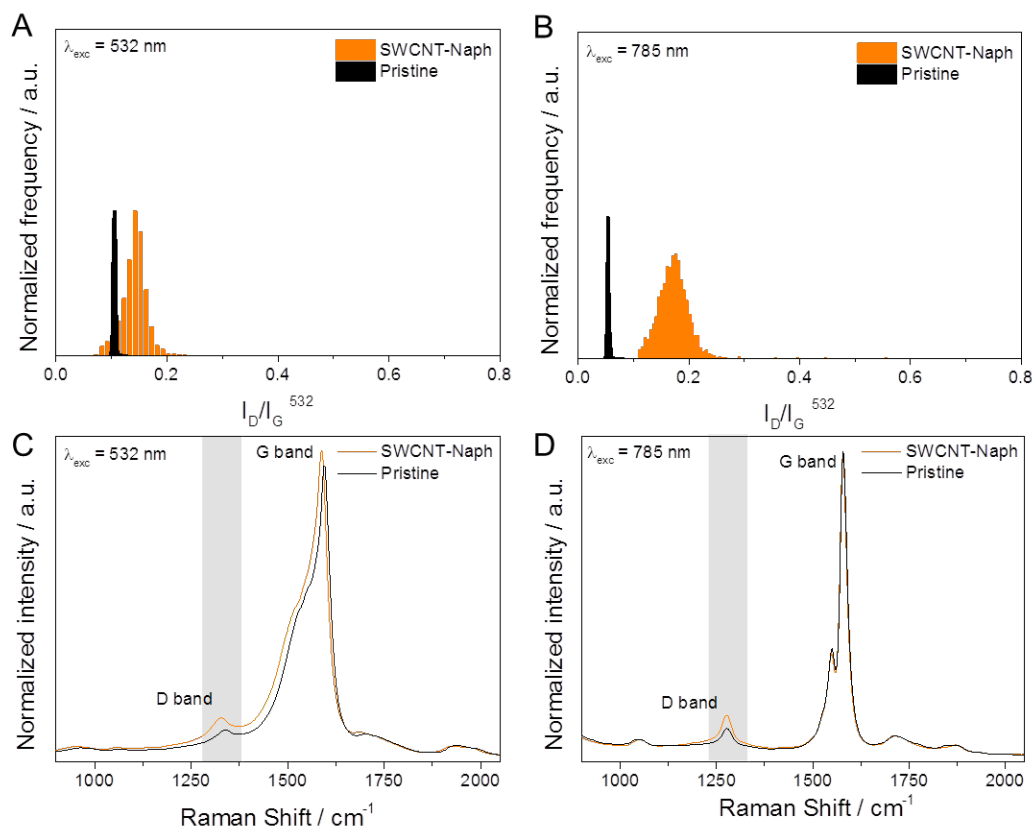 A
λexc = 532 nm
SWCNT-Naph
Pristine
Normalized frequency / a.u.
0.0 0.2 0.4 0.6 0.8
ID/IG 532
B
λexc = 785 nm
SWCNT-Naph
Pristine
Normalized frequency / a.u.
0.0 0.2 0.4 0.6 0.8
ID/IG 532
C
λexc = 532 nm
G band
SWCNT-Naph
Pristine
D band
Normalized intensity / a.u.
1000 1250 1500 1750 2000
Raman Shift / cm-1
D
λexc = 785 nm
G band
SWCNT-Naph
Pristine
D band
Normalized intensity / a.u.
1000 1250 1500 1750 2000
Raman Shift / cm-1